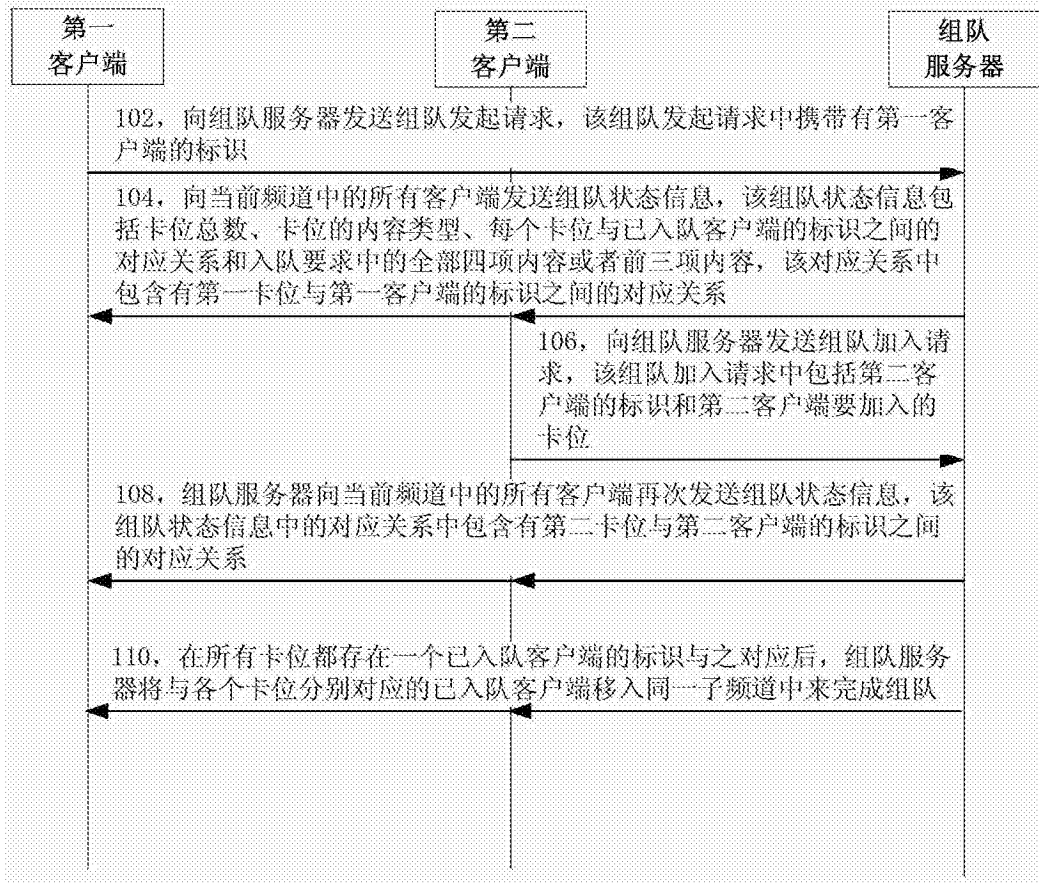 第一
客户端
第二
客户端
组队
服务器
102，向组队服务器发送组队发起请求，该组队发起请求中携带有第一客
户端的标识
104，向当前频道中的所有客户端发送组队状态信息，该组队状态信息包
括卡位总数、卡位的内容类型、每个卡位与已入队客户端的标识之间的
对应关系和入队要求中的全部四项内容或者前三项内容，该对应关系中
包含有第一卡位与第一客户端的标识之间的对应关系
106，向组队服务器发送组队加入请
求，该组队加入请求中包括第二客
户端的标识和第二客户端要加入的
卡位
108，组队服务器向当前频道中的所有客户端再次发送组队状态信息，该
组队状态信息中的对应关系中包含有第二卡位与第二客户端的标识之间
的对应关系
110，在所有卡位都存在一个已入队客户端的标识与之对应后，组队服务
器将与各个卡位分别对应的已入队客户端移入同一子频道中来完成组队